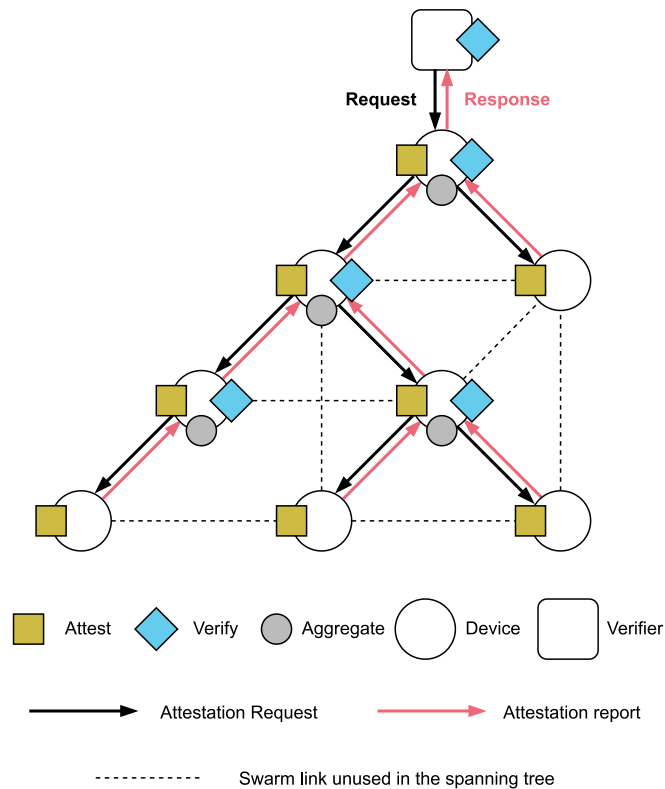 Request Response
Attest Verify Aggregate Device Verifier
Attestation Request Attestation report
Swarm link unused in the spanning tree